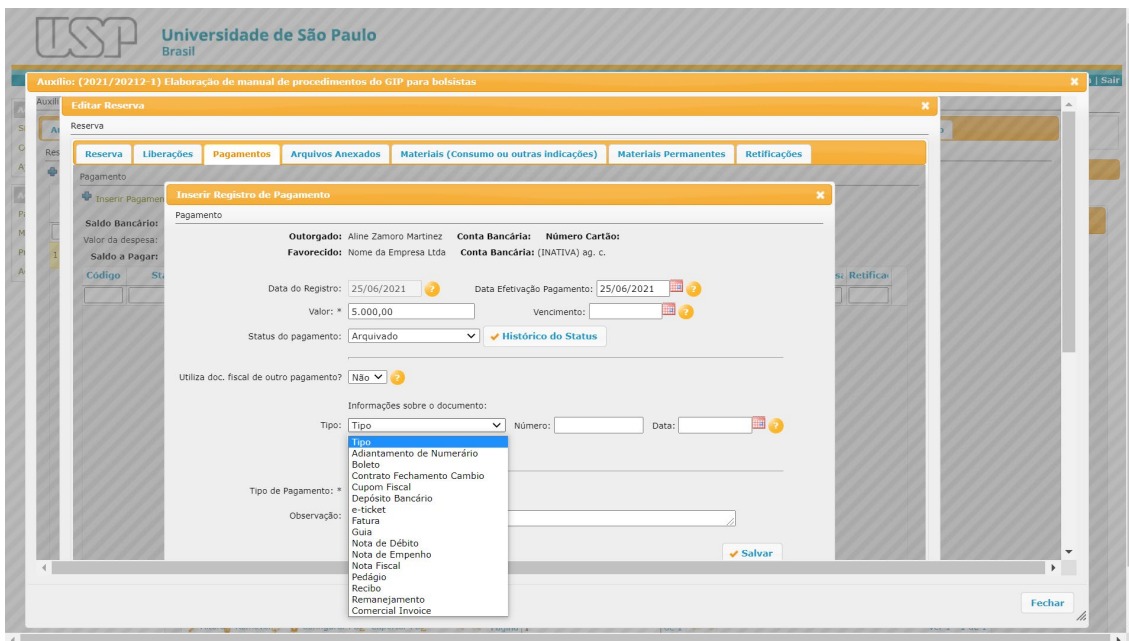 USP
Universidade de São Paulo
Brasil
| Sair
Auxílio: (2021/20212-1) Elaboração de manual de procedimentos do GIP para bolsistas
Editar Reserva
Reserva
Reserva Liberações Pagamentos Arquivos Anexados Materiais (Consumo ou outras indicações) Materiais Permanentes Retificações
Pagamento
Inserir Pagamen
Saldo Bancário:
Valor da despesa:
Saldo a Pagar:
Código
Retifica
Inserir Registro de Pagamento
Pagamento
Outorgado: Aline Zamoro Martinez Conta Bancária: Número Cartão:
Favorecido: Nome da Empresa Ltda Conta Bancária: (INATIVA) ag. c.
Data do Registro: 25/06/2021 Data Efetivação Pagamento: 25/06/2021
Valor: * 5.000,00 Vencimento:
Status do pagamento: Arquivado Histórico do Status
Utiliza doc. fiscal de outro pagamento? Não
Informações sobre o documento:
Tipo: Tipo Número: Data:
Tipo
Adiantamento de Numerário
Boleto
Contrato Fechamento Cambio
Cupom Fiscal
Tipo de Pagamento: *
Depósito Bancário
e-ticket
Observação:
Fatura
Guia
Nota de Débito
Nota de Empenho
Salvar
Nota Fiscal
Pedágio
Recibo
Remanejamento
Comercial Invoice
Fechar